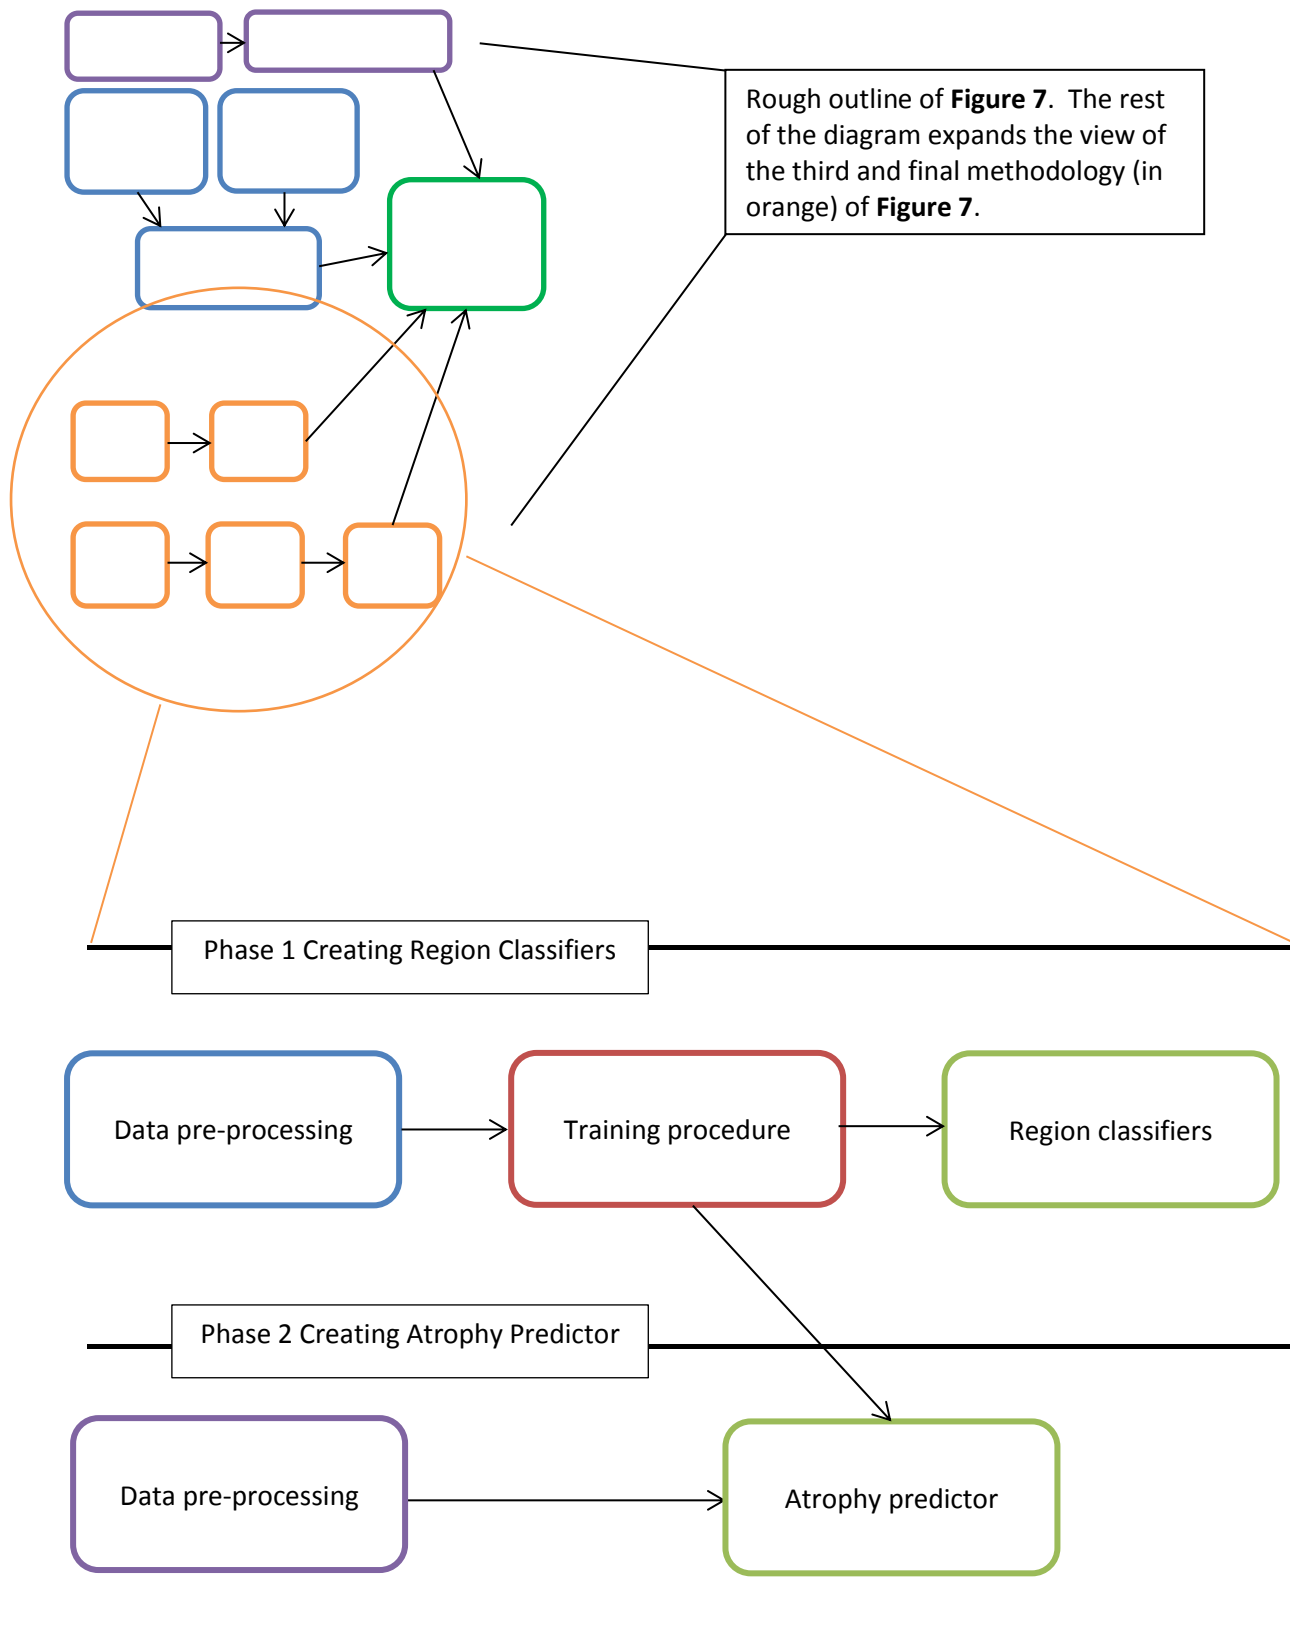 Rough outline of Figure 7.  The rest
of the diagram expands the view of
the third and final methodology (in
orange) of Figure 7.
Phase 1 Creating Region Classifiers
Data pre-processing
Training procedure
Region classifiers
Phase 2 Creating Atrophy Predictor
Data pre-processing
Atrophy predictor